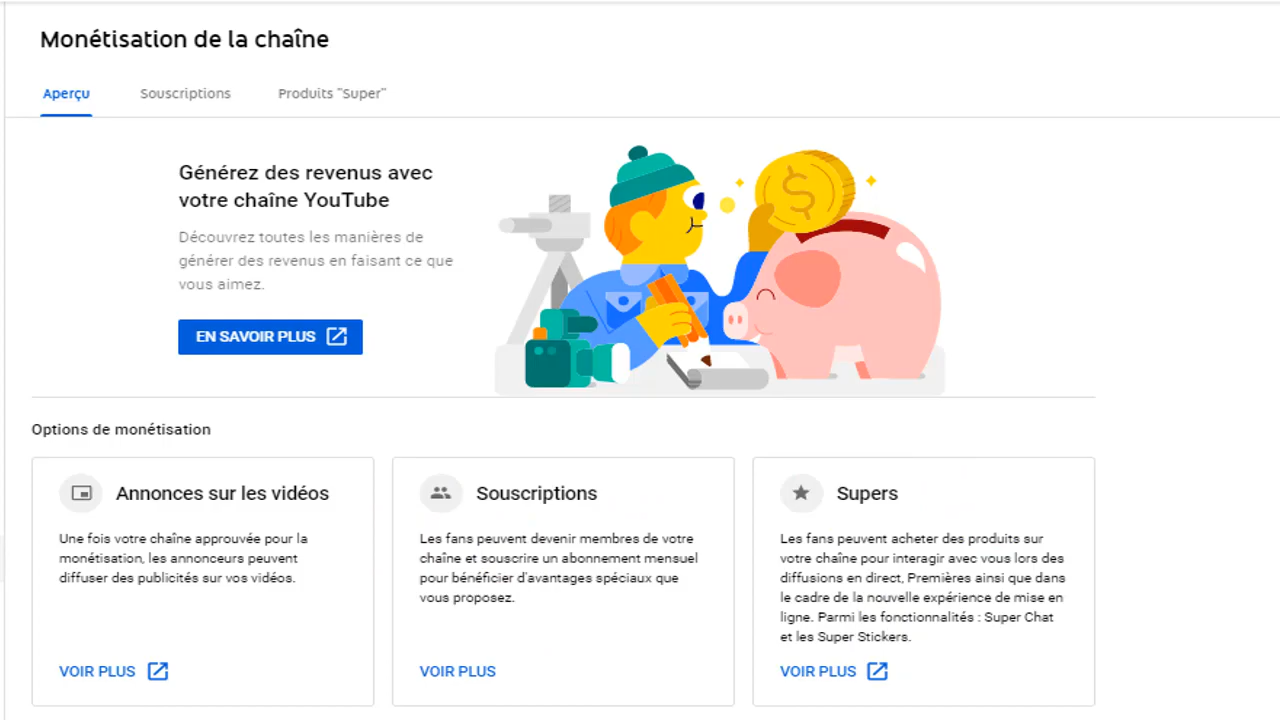 Monétisation de la chaîne
Aperçu
Souscriptions
Produits "Super"
Générez des revenus avec
votre chaîne YouTube
Découvrez toutes les manières de
générer des revenus en faisant ce que
vous aimez.
EN SAVOIR PLUS
Options de monétisation
Annonces sur les vidéos
Une fois votre chaîne approuvée pour la
monétisation, les annonceurs peuvent
diffuser des publicités sur vos vidéos.
VOIR PLUS
Souscriptions
Les fans peuvent devenir membres de votre
chaîne et souscrire un abonnement mensuel
pour bénéficier d'avantages spéciaux que
vous proposez.
VOIR PLUS
Supers
Les fans peuvent acheter des produits sur
votre chaîne pour interagir avec vous lors des
diffusions en direct, Premières ainsi que dans
le cadre de la nouvelle expérience de mise en
ligne. Parmi les fonctionnalités : Super Chat
et les Super Stickers.
VOIR PLUS